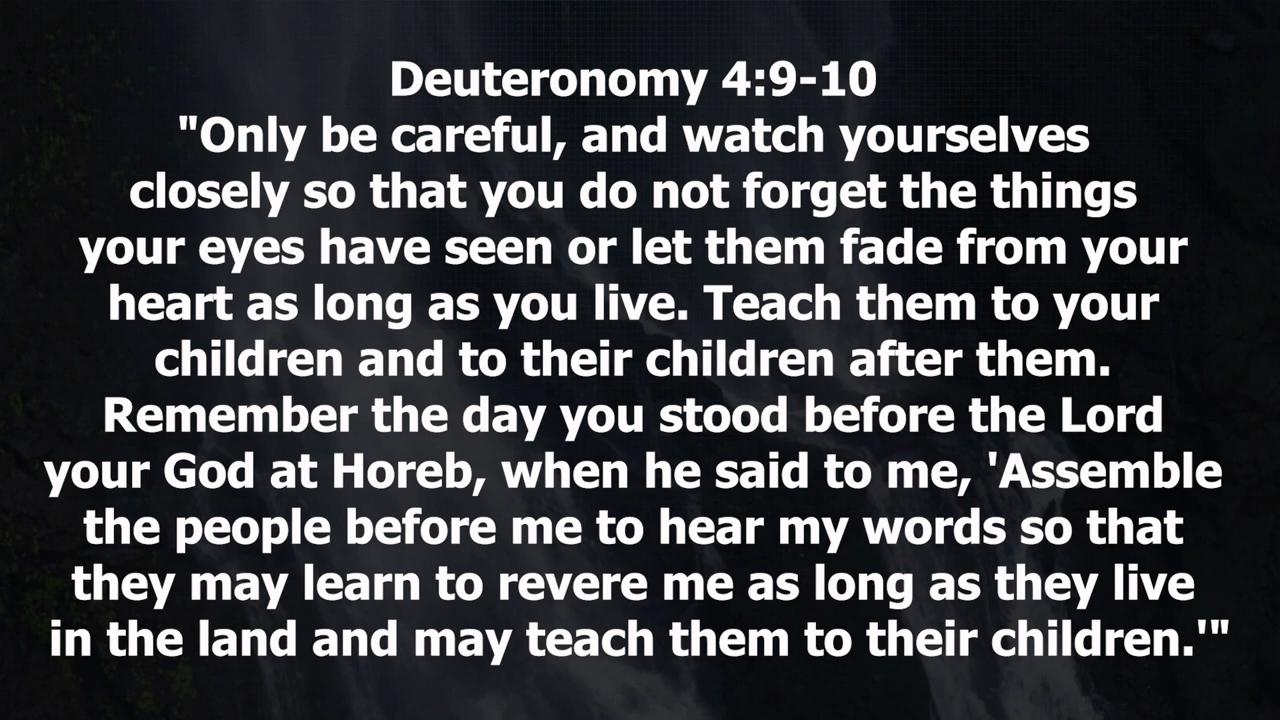 Deuteronomy 4:9-10
"Only be careful, and watch yourselves
closely so that you do not forget the things
your eyes have seen or let them fade from your
heart as long as you live. Teach them to your
children and to their children after them.
Remember the day you stood before the Lord
your God at Horeb, when he said to me, 'Assemble
the people before me to hear my words so that
they may learn to revere me as long as they live
in the land and may teach them to their children.'"